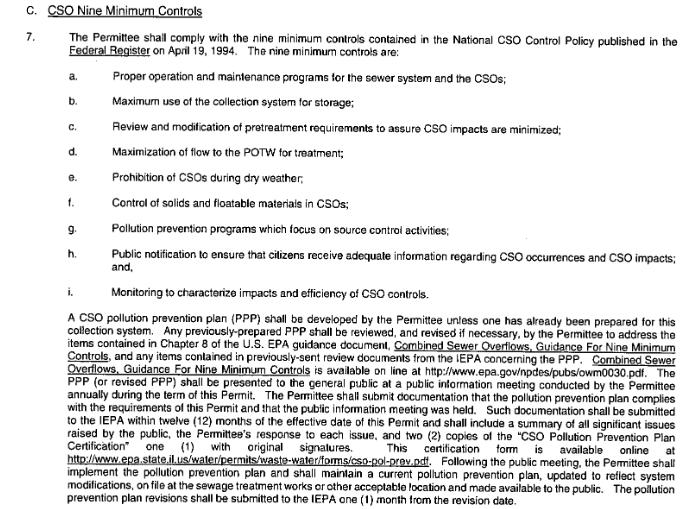 C. CSO Nine Minimum Controls
7. The Permittee shall comply with the nine minimum controls contained in the National CSO Control Policy published in the
Federal Register on April 19, 1994. The nine minimum controls are:
a. Proper operation and maintenance programs for the sewer system and the CSOs;
b. Maximum use of the collection system for storage;
c. Review and modification of pretreatment requirements to assure CSO impacts are minimized;
d. Maximization of flow to the POTW for treatment;
e. Prohibition of CSOs during dry weather;
f. Control of solids and floatable materials in CSOs;
g. Pollution prevention programs which focus on source control activities;
h. Public notification to ensure that citizens receive adequate information regarding CSO occurrences and CSO impacts;
and,
i. Monitoring to characterize impacts and efficiency of CSO controls.
A CSO pollution prevention plan (PPP) shall be developed by the Permittee unless one has already been prepared for this
collection system. Any previously-prepared PPP shall be reviewed, and revised if necessary, by the Permittee to address the
items contained in Chapter 8 of the U.S. EPA guidance document, Combined Sewer Overflows, Guidance For Nine Minimum
Controls, and any items contained in previously-sent review documents from the IEPA concerning the PPP. Combined Sewer
Overflows, Guidance For Nine Minimum Controls is available on line at http://www.epa.gov/npdes/pubs/owm0030.pdf. The
PPP (or revised PPP) shall be presented to the general public at a public information meeting conducted by the Permittee
annually during the term of this Permit. The Permittee shall submit documentation that the pollution prevention plan complies
with the requirements of this Permit and that the public information meeting was held. Such documentation shall be submitted
to the IEPA within twelve (12) months of the effective date of this Permit and shall include a summary of all significant issues
raised by the public, the Permittee's response to each issue, and two (2) copies of the "CSO Pollution Prevention Plan
Certification" one (1) with original signatures. This certification form is available online at
http://www.epa.state.il.us/water/permits/waste-water/forms/cso-pol-prev.pdf. Following the public meeting, the Permittee shall
implement the pollution prevention plan and shall maintain a current pollution prevention plan, updated to reflect system
modifications, on file at the sewage treatment works or other acceptable location and made available to the public. The pollution
prevention plan revisions shall be submitted to the IEPA one (1) month from the revision date.